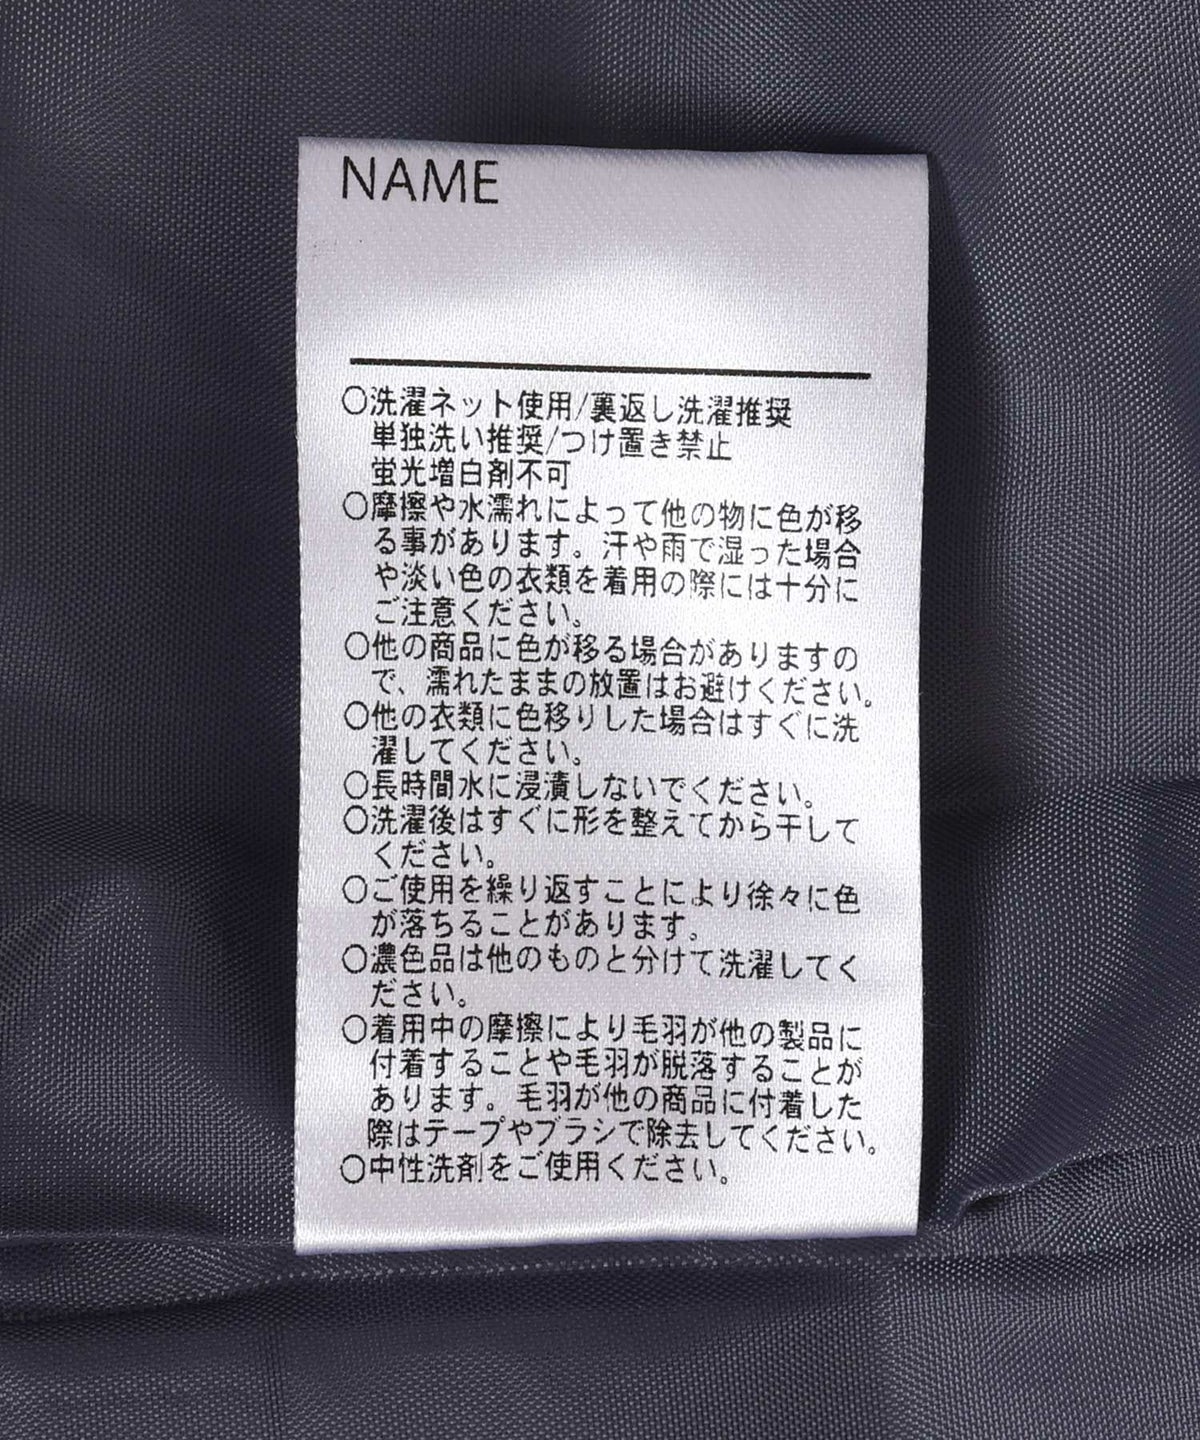 NAME
○洗濯ネット使用/裏返し洗濯推奨
単独洗い推奨/つけ置き禁止
蛍光増白剤不可
○摩擦や水濡れによって他の物に色が移
る事があります。汗や雨で湿った場合
や淡い色の衣類を着用の際には十分に
ご注意ください。
○他の商品に色が移る場合がありますの
で、濡れたままの放置はお避けください。
○他の衣類に色移りした場合はすぐに洗
濯してください。
○長時間水に浸漬しないでください。
○洗濯後はすぐに形を整えてから干して
ください。
○ご使用を繰り返すことにより徐々に色
が落ちることがあります。
○濃色品は他のものと分けて洗濯してく
ださい。
○着用中の摩擦により毛羽が他の製品に
付着することや毛羽が脱落することが
あります。毛羽が他の商品に付着した
際はテープやブラシで除去してください。
○中性洗剤をご使用ください。